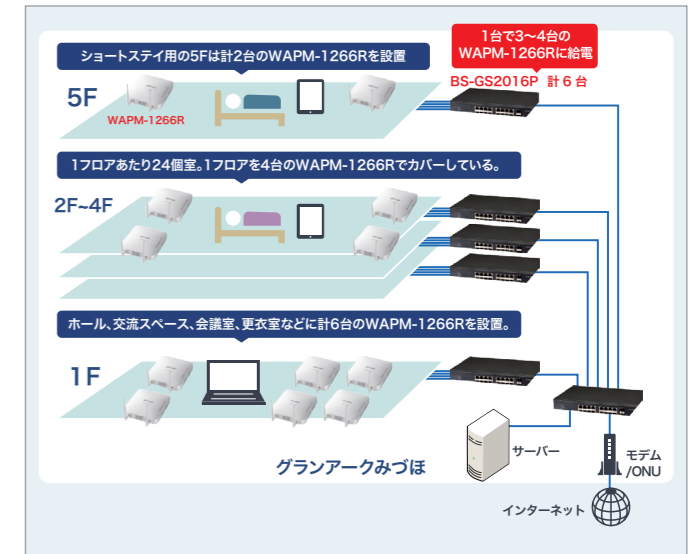 ショートステイ用の5Fは計2台のWAPM-1266Rを設置
1台で3〜4台の
WAPM-1266Rに給電
BS-GS2016P 計6台
5F
WAPM-1266R
1フロアあたり24個室。1フロアを4台のWAPM-1266Rでカバーしている。
2F~4F
ホール、交流スペース、会議室、更衣室などに計6台のWAPM-1266Rを設置。
1F
サーバー
モデム
/ONU
グランアークみづほ
インターネット